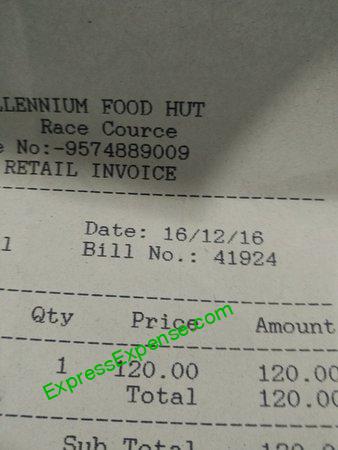 LLENNIUM FOOD HUT
Race Cource
e No:-9574889009
RETAIL INVOICE
Date: 16/12/16
l
Bill No.: 41924
Qty Price Amount
1 120.00 120.00
Total 120.00
Sub Total
ExpressExpense.com